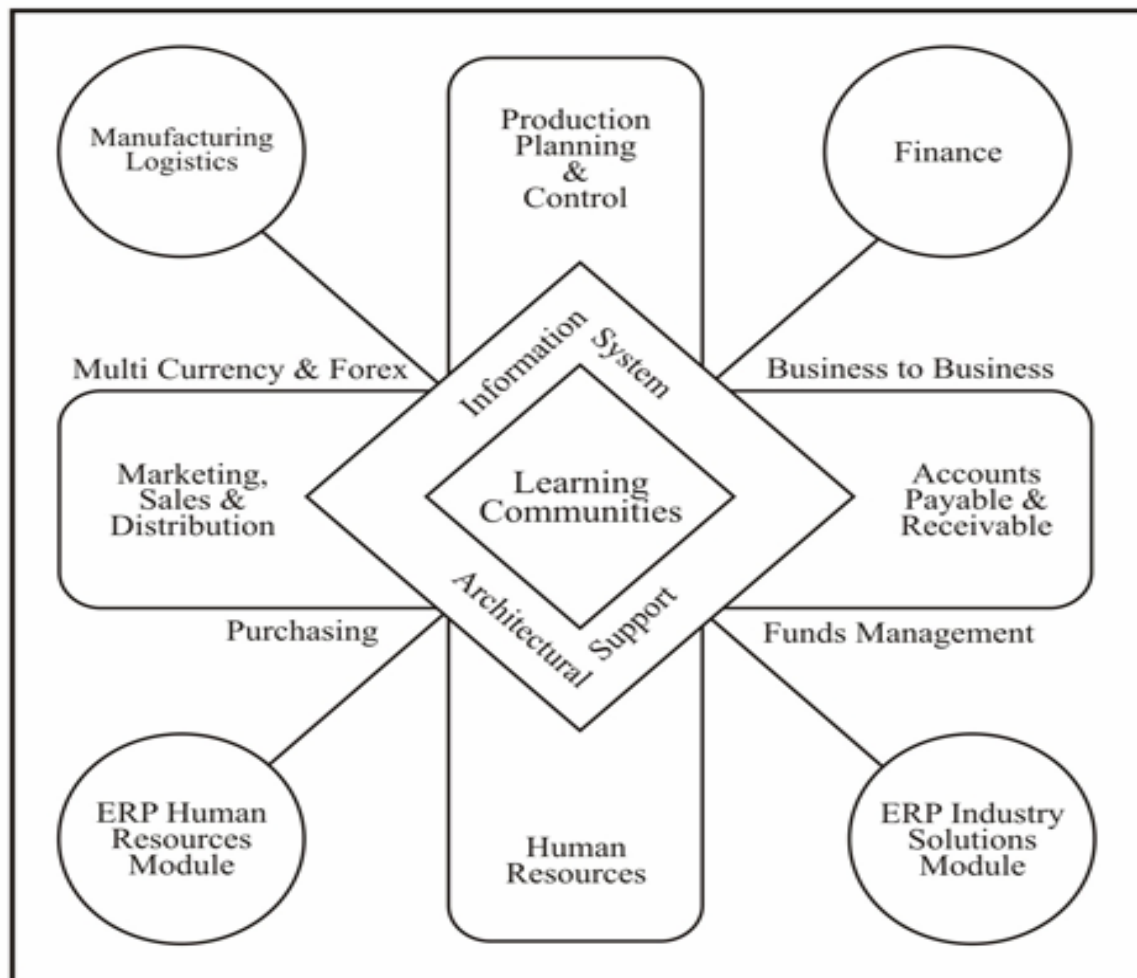 Manufacturing
Logistics
Production
Planning
&
Control
Finance
Multi Currency & Forex
Information
System
Business to Business
Marketing,
Sales &
Distribution
Learning
Communities
Accounts
Payable &
Receivable
Architectural
Support
Purchasing
Funds Management
ERP Human
Resources
Module
Human
Resources
ERP Industry
Solutions
Module